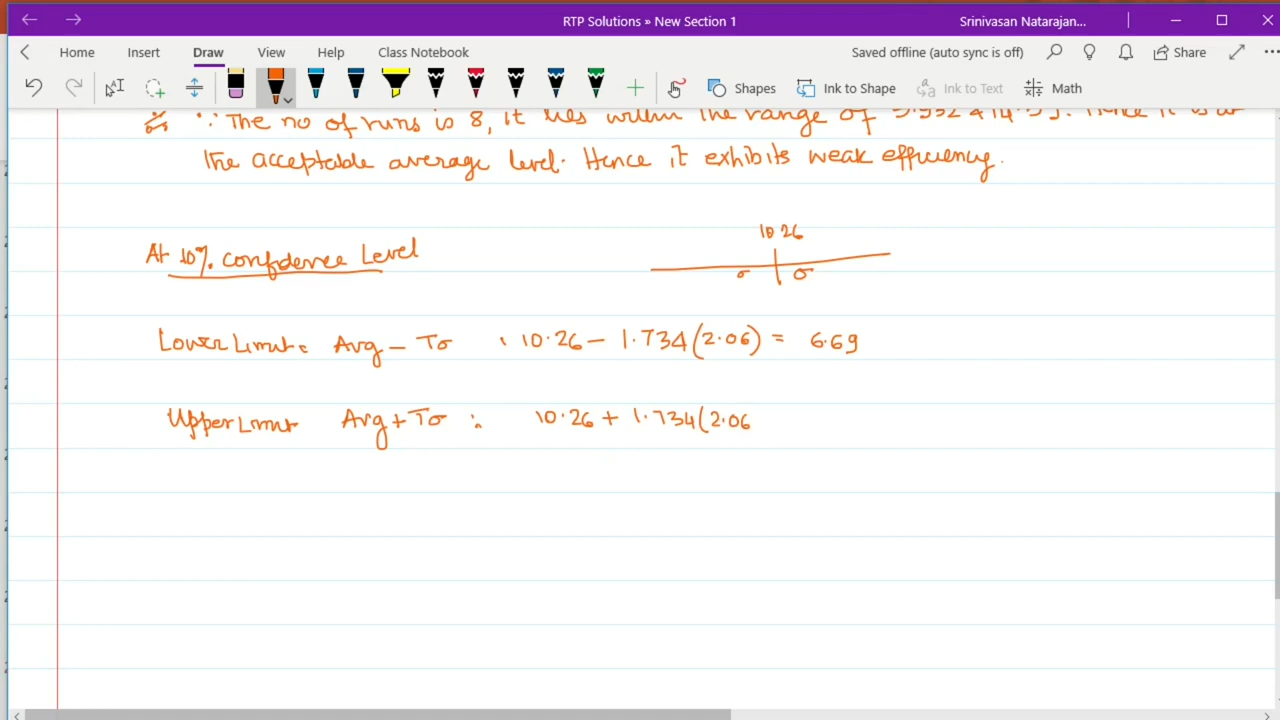 RTP Solutions » New Section 1
Srinivasan Natarajan...
Home Insert Draw View Help Class Notebook
Saved offline (auto sync is off) Share
Shapes Ink to Shape Ink to Text Math
∵ The no of runs is 8, it lies within the range of Hence it is
the acceptable average level. Hence it exhibits weak efficiency.
10.26
At 10% confidence Level
σ σ
Lower Limit: Avg - Tσ : 10.26 - 1.734(2.06) = 6.69
Upper Limit Avg + Tσ : 10.26 + 1.734(2.06